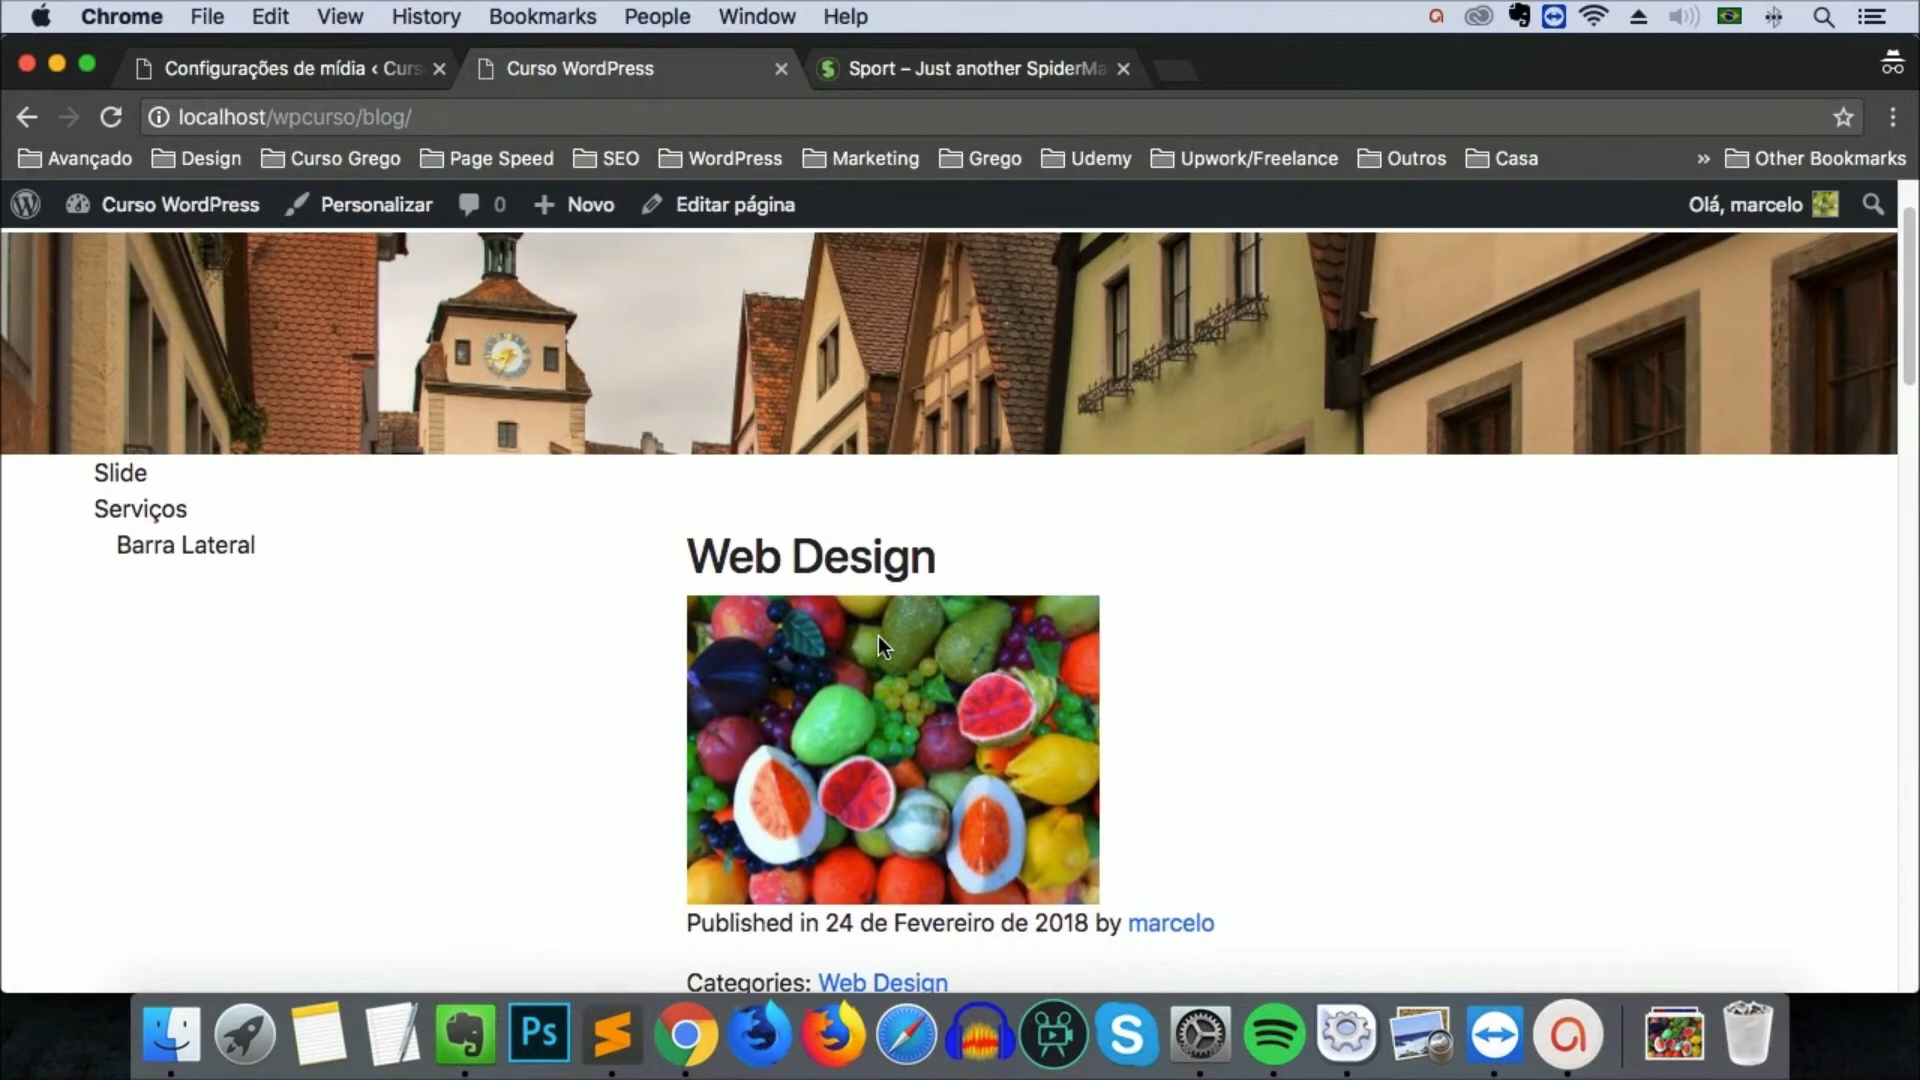 Chrome File Edit View History Bookmarks People Window Help
Configurações de mídia ‹ Curs
Curso WordPress
Sport – Just another SpiderMa
localhost/wpcurso/blog/
Avançado Design Curso Grego Page Speed SEO WordPress Marketing Grego Udemy Upwork/Freelance Outros Casa » Other Bookmarks
Curso WordPress Personalizar 0 Novo Editar página Olá, marcelo
Slide
Serviços
Barra Lateral
Web Design
Published in 24 de Fevereiro de 2018 by marcelo
Categories: Web Design
Ps